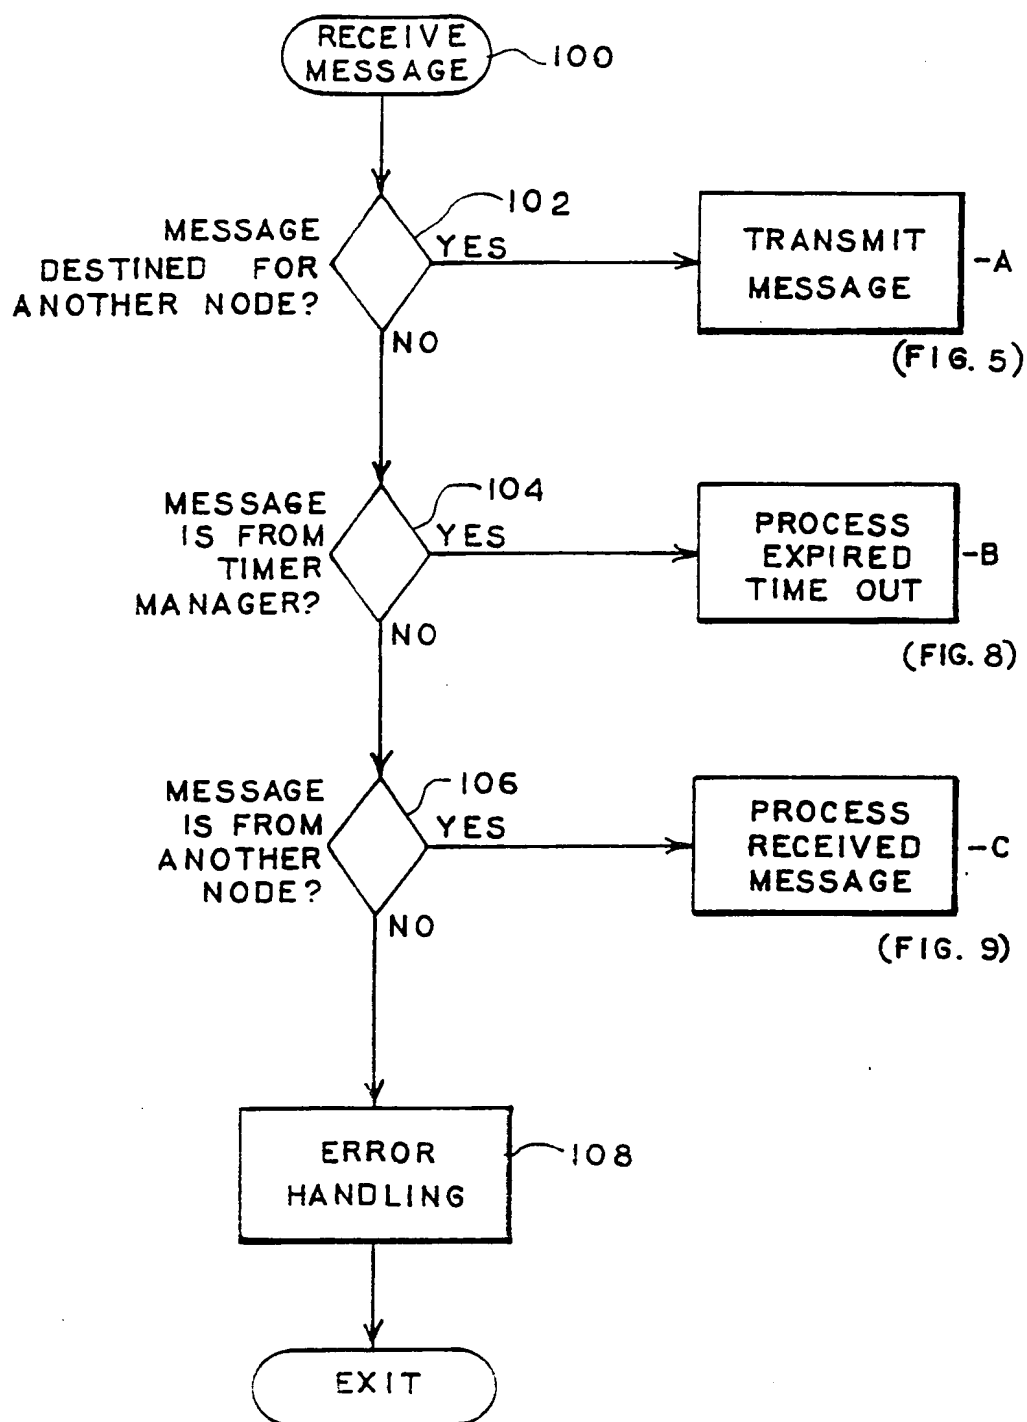 RECEIVE
MESSAGE
100
102
MESSAGE
DESTINED FOR
ANOTHER NODE?
YES
NO
TRANSMIT
MESSAGE
-A
(FIG. 5)
104
MESSAGE
IS FROM
TIMER
MANAGER?
YES
NO
PROCESS
EXPIRED
TIME OUT
-B
(FIG. 8)
106
MESSAGE
IS FROM
ANOTHER
NODE?
YES
NO
PROCESS
RECEIVED
MESSAGE
-C
(FIG. 9)
ERROR
HANDLING
108
EXIT